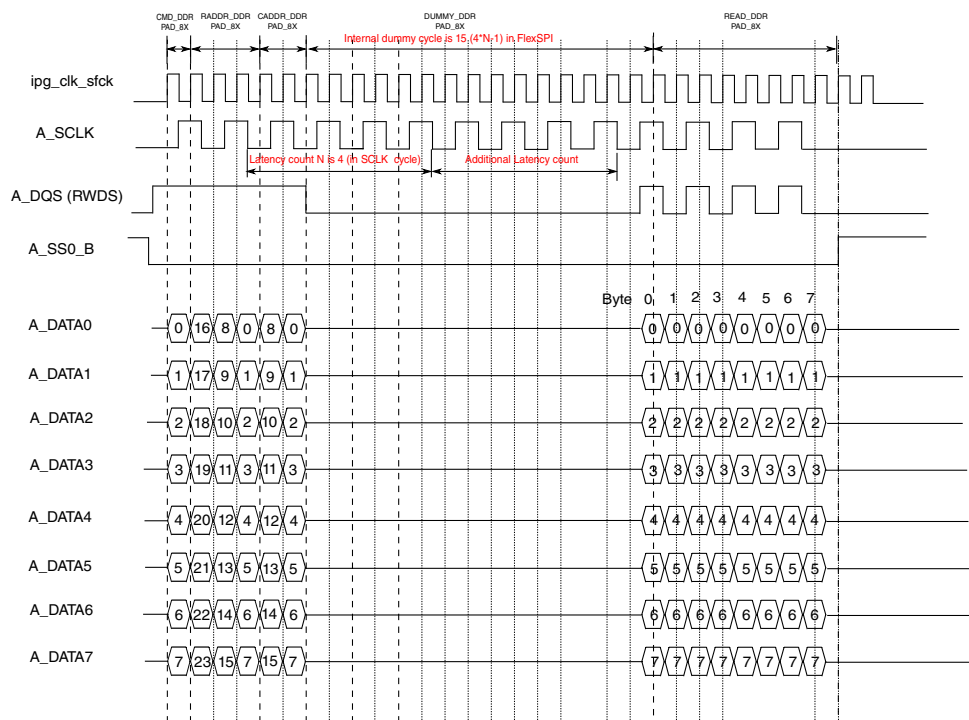 CMD_DDR RADDR_DDR CADDR_DDR DUMMY_DDR READ_DDR
PAD_8X PAD_8X PAD_8X PAD_8X PAD_8X
Internal dummy cycle is 15 (4*N-1) in FlexSPI
ipg_clk_sfck
A_SCLK
Latency count N is 4 (in SCLK cycle) Additional Latency count
A_DQS (RWDS)
A_SS0_B
Byte 0 1 2 3 4 5 6 7
A_DATA0 0 16 8 0 8 0 0 0 0 0 0 0 0 0
A_DATA1 1 17 9 1 9 1 1 1 1 1 1 1 1 1
A_DATA2 2 18 10 2 10 2 2 2 2 2 2 2 2 2
A_DATA3 3 19 11 3 11 3 3 3 3 3 3 3 3 3
A_DATA4 4 20 12 4 12 4 4 4 4 4 4 4 4 4
A_DATA5 5 21 13 5 13 5 5 5 5 5 5 5 5 5
A_DATA6 6 22 14 6 14 6 6 6 6 6 6 6 6 6
A_DATA7 7 23 15 7 15 7 7 7 7 7 7 7 7 7